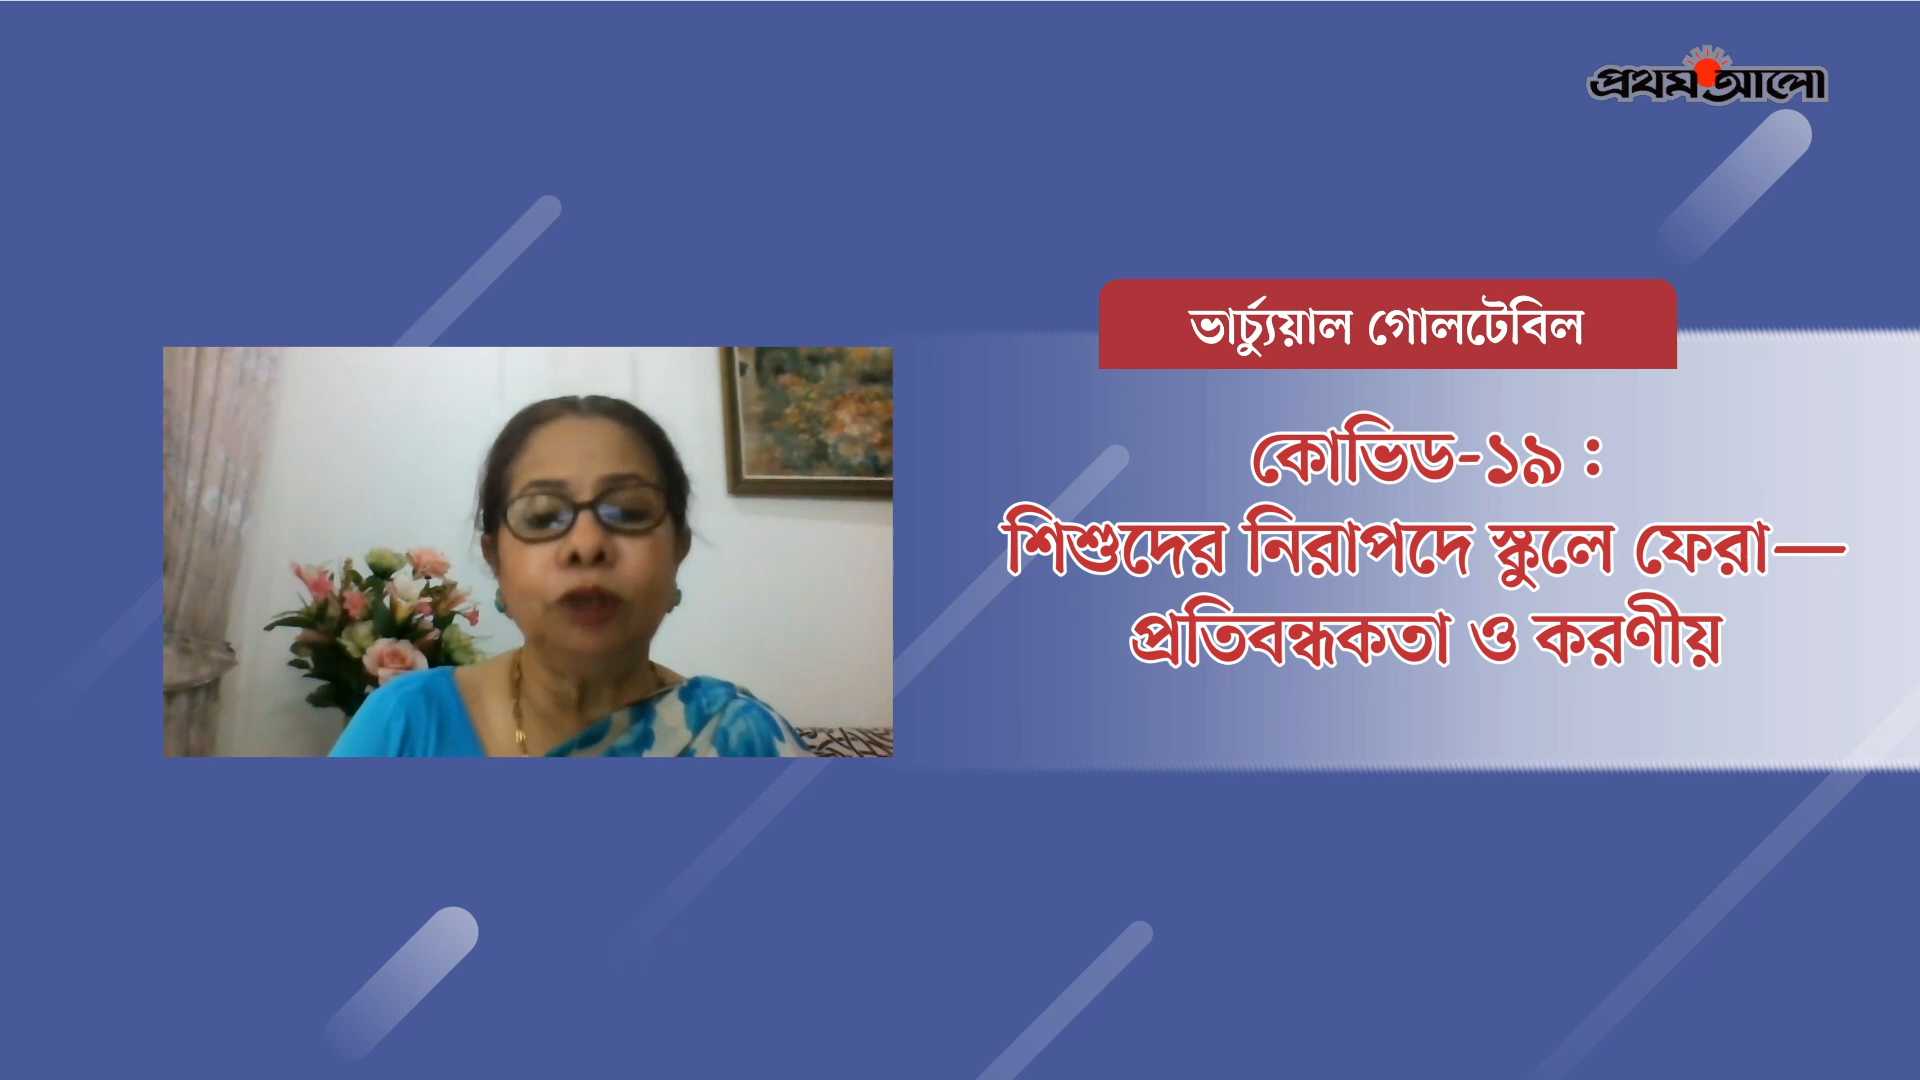 প্রথম আলো
ভার্চ্যুয়াল গোলটেবিল
কোভিড-১৯ :
শিশুদের নিরাপদে স্কুলে ফেরা—
প্রতিবন্ধকতা ও করণীয়